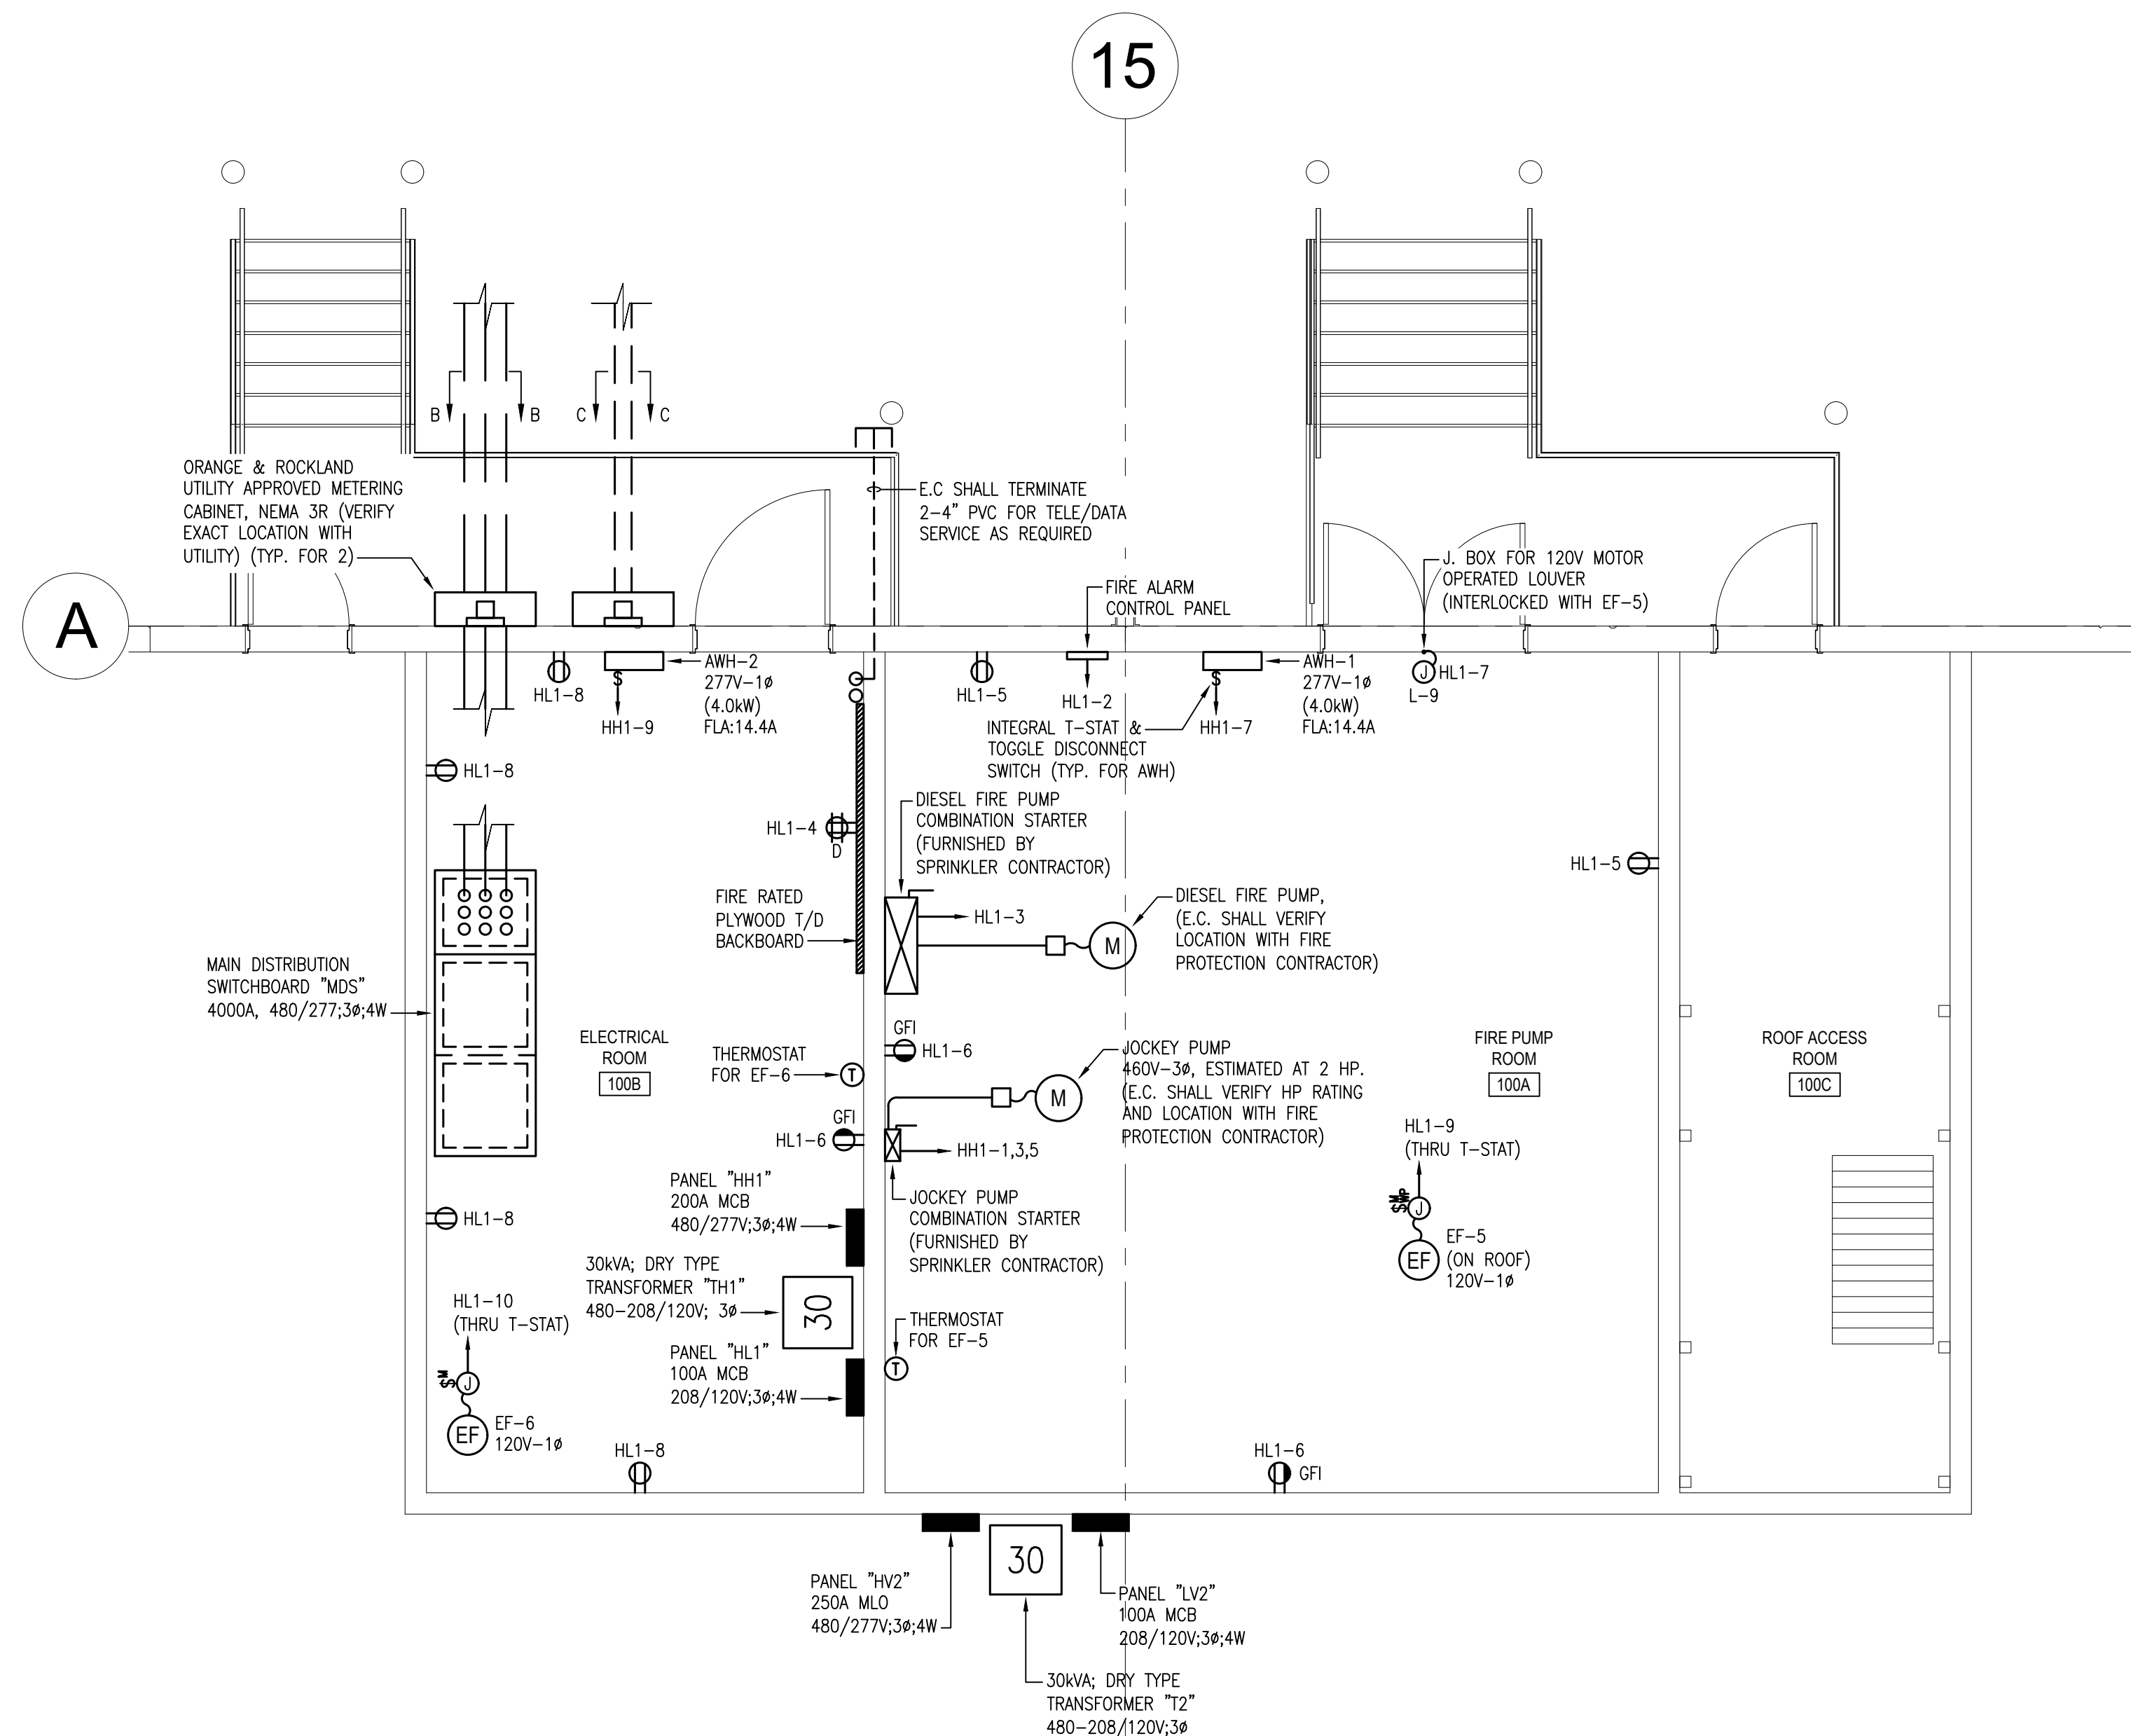 15
A
B
B
C
C
ORANGE & ROCKLAND
UTILITY APPROVED METERING
CABINET, NEMA 3R (VERIFY
EXACT LOCATION WITH
UTILITY) (TYP. FOR 2)
E.C SHALL TERMINATE
2-4" PVC FOR TELE/DATA
SERVICE AS REQUIRED
FIRE ALARM
CONTROL PANEL
J. BOX FOR 120V MOTOR
OPERATED LOUVER
(INTERLOCKED WITH EF-5)
HL1-8
S
HH1-9
AWH-2
277V-1ø
(4.0kW)
FLA:14.4A
HL1-5
HL1-2
S
HH1-7
AWH-1
277V-1ø
(4.0kW)
FLA:14.4A
J
HL1-7
L-9
INTEGRAL T-STAT &
TOGGLE DISCONNECT
SWITCH (TYP. FOR AWH)
HL1-8
HL1-4
D
DIESEL FIRE PUMP
COMBINATION STARTER
(FURNISHED BY
SPRINKLER CONTRACTOR)
HL1-5
FIRE RATED
PLYWOOD T/D
BACKBOARD
HL1-3
M
DIESEL FIRE PUMP,
(E.C. SHALL VERIFY
LOCATION WITH FIRE
PROTECTION CONTRACTOR)
MAIN DISTRIBUTION
SWITCHBOARD "MDS"
4000A, 480/277;3ø;4W
ELECTRICAL
ROOM
100B
THERMOSTAT
FOR EF-6
T
GFI
HL1-6
M
JOCKEY PUMP
460V-3ø, ESTIMATED AT 2 HP.
(E.C. SHALL VERIFY HP RATING
AND LOCATION WITH FIRE
PROTECTION CONTRACTOR)
FIRE PUMP
ROOM
100A
ROOF ACCESS
ROOM
100C
GFI
HL1-6
HH1-1,3,5
HL1-9
(THRU T-STAT)
PANEL "HH1"
200A MCB
480/277V;3ø;4W
JOCKEY PUMP
COMBINATION STARTER
(FURNISHED BY
SPRINKLER CONTRACTOR)
HL1-8
J
EF
EF-5
(ON ROOF)
120V-1ø
30kVA; DRY TYPE
TRANSFORMER "TH1"
480-208/120V; 3ø
30
HL1-10
(THRU T-STAT)
THERMOSTAT
FOR EF-5
T
PANEL "HL1"
100A MCB
208/120V;3ø;4W
SM
J
EF
EF-6
120V-1ø
HL1-8
HL1-6
GFI
30
PANEL "HV2"
250A MLO
480/277V;3ø;4W
PANEL "LV2"
100A MCB
208/120V;3ø;4W
30kVA; DRY TYPE
TRANSFORMER "T2"
480-208/120V;3ø